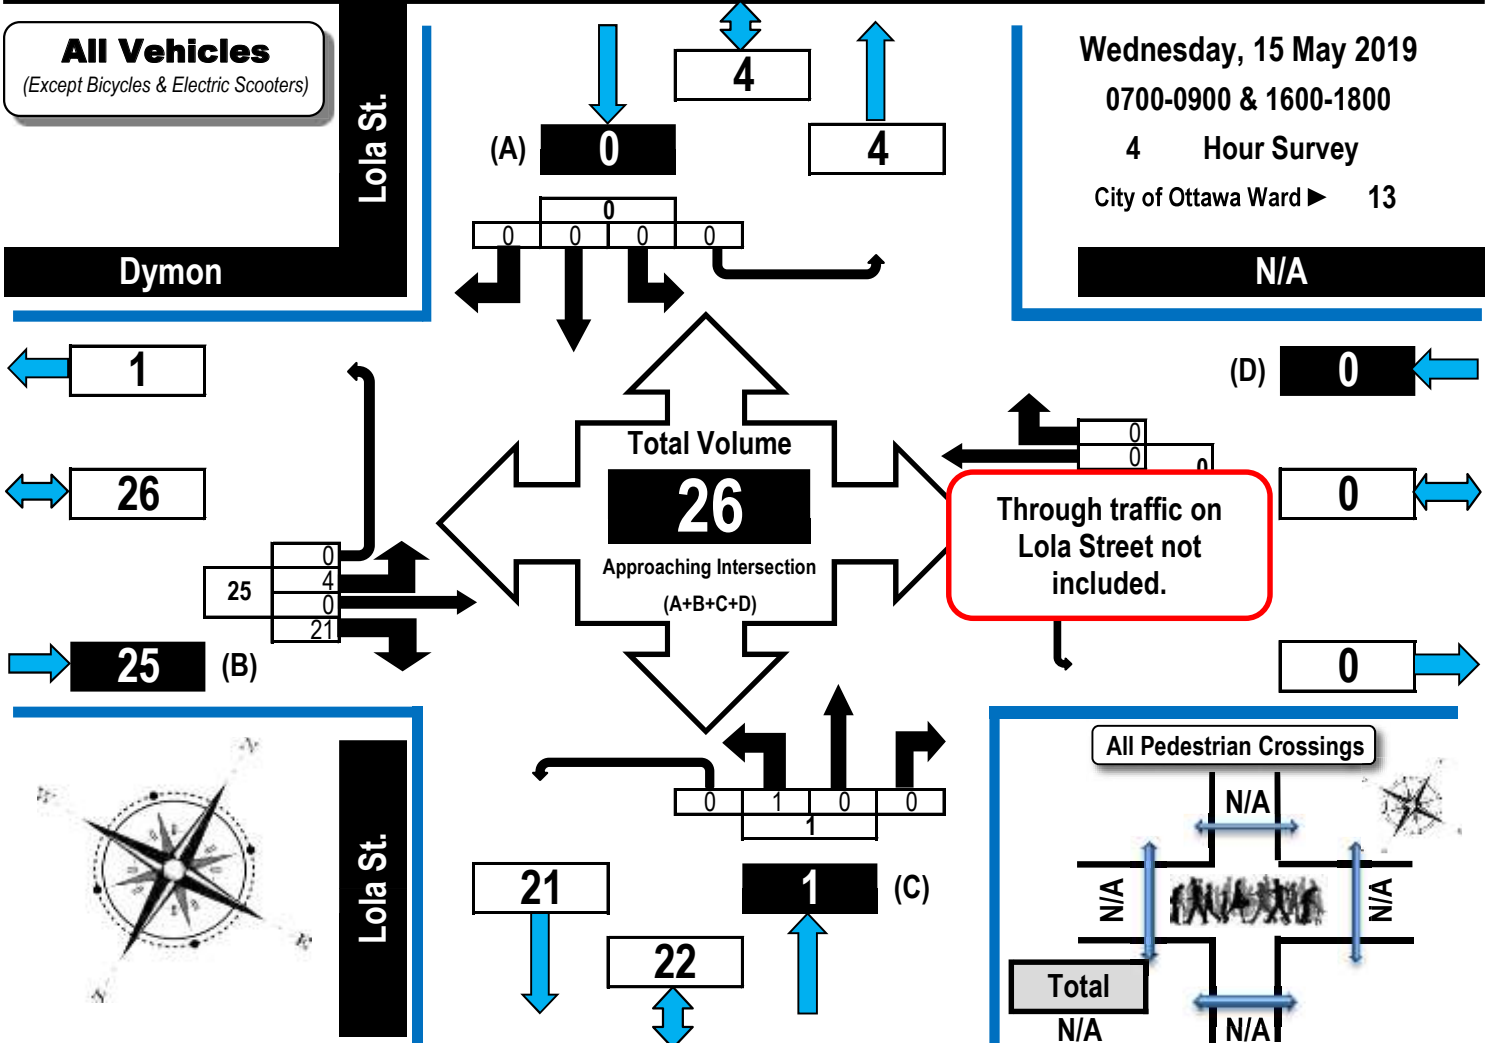 All Vehicles
(Except Bicycles & Electric Scooters)
Lola St.
Dymon
4
(A)
0
4
0
0
0
0
0
Wednesday, 15 May 2019
0700-0900 & 1600-1800
4 Hour Survey
City of Ottawa Ward ► 13
N/A
1
26
0
4
0
21
25
25
(B)
Total Volume
26
Approaching Intersection
(A+B+C+D)
(D)
0
0
0
0
0
Through traffic on
Lola Street not
included.
0
N
W
E
S
Lola St.
0
1
0
0
1
21
1
(C)
22
All Pedestrian Crossings
N/A
N/A
N/A
Total
N/A
N/A